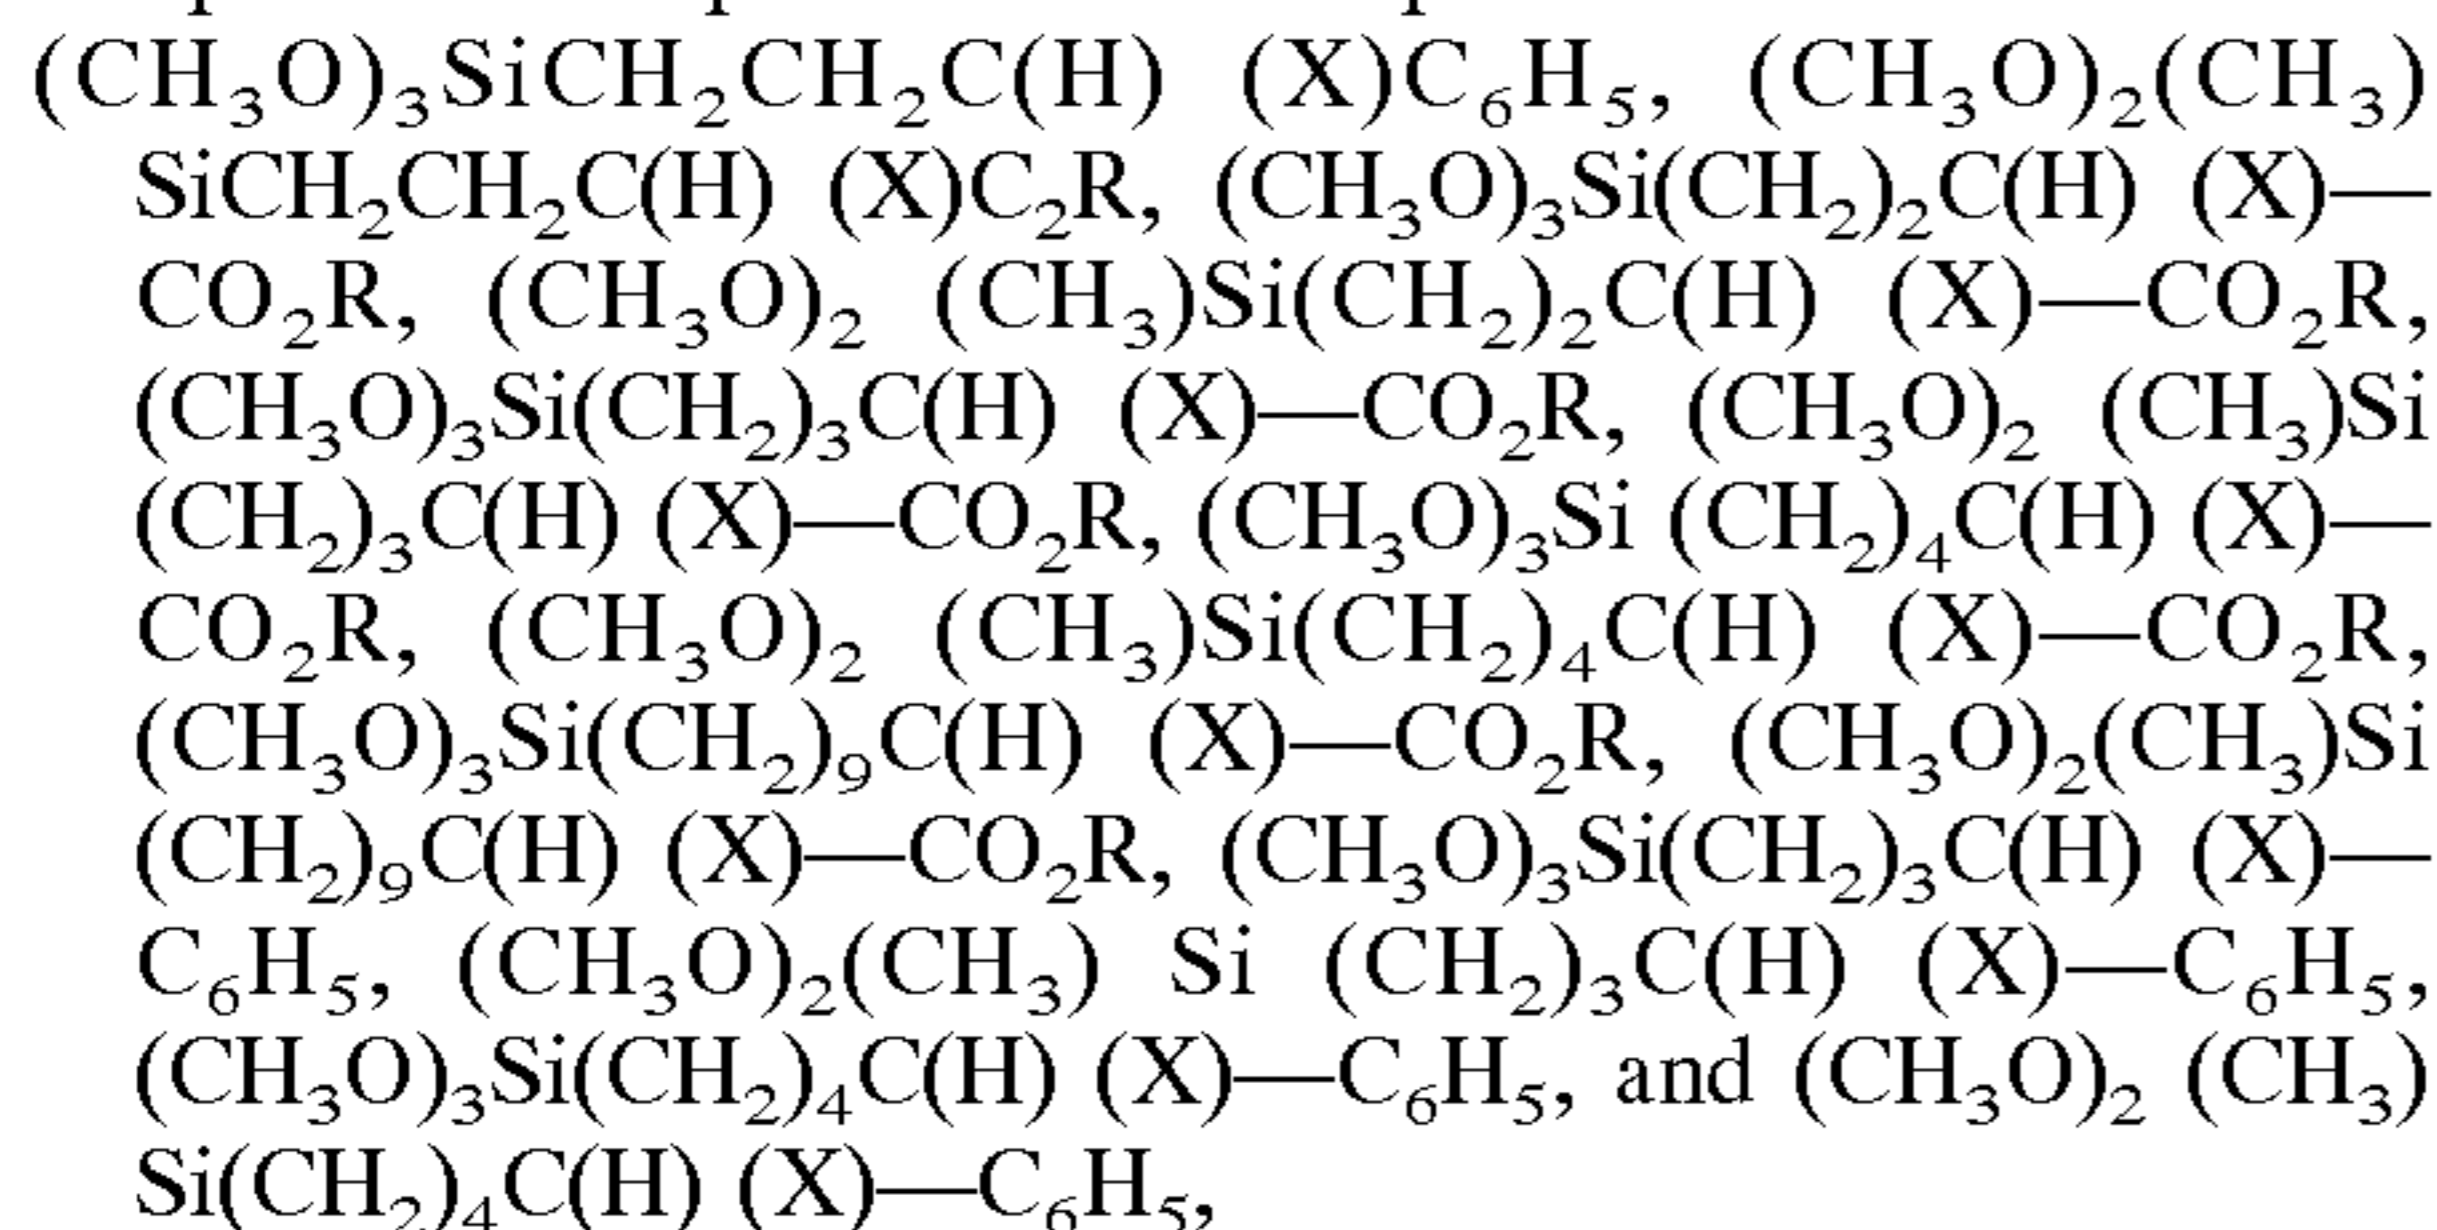 (CH₃O)₃SiCH₂CH₂C(H) (X)C₆H₅, (CH₃O)₂(CH₃)
SiCH₂CH₂C(H) (X)C₂R, (CH₃O)₃Si(CH₂)₂C(H) (X)—
CO₂R, (CH₃O)₂ (CH₃)Si(CH₂)₂C(H) (X)—CO₂R,
(CH₃O)₃Si(CH₂)₃C(H) (X)—CO₂R, (CH₃O)₂ (CH₃)Si
(CH₂)₃C(H) (X)—CO₂R, (CH₃O)₃Si (CH₂)₄C(H) (X)—
CO₂R, (CH₃O)₂ (CH₃)Si(CH₂)₄C(H) (X)—CO₂R,
(CH₃O)₃Si(CH₂)₉C(H) (X)—CO₂R, (CH₃O)₂(CH₃)Si
(CH₂)₉C(H) (X)—CO₂R, (CH₃O)₃Si(CH₂)₃C(H) (X)—
C₆H₅, (CH₃O)₂(CH₃) Si (CH₂)₃C(H) (X)—C₆H₅,
(CH₃O)₃Si(CH₂)₄C(H) (X)—C₆H₅, and (CH₃O)₂ (CH₃)
Si(CH₂)₄C(H) (X)—C₆H₅,